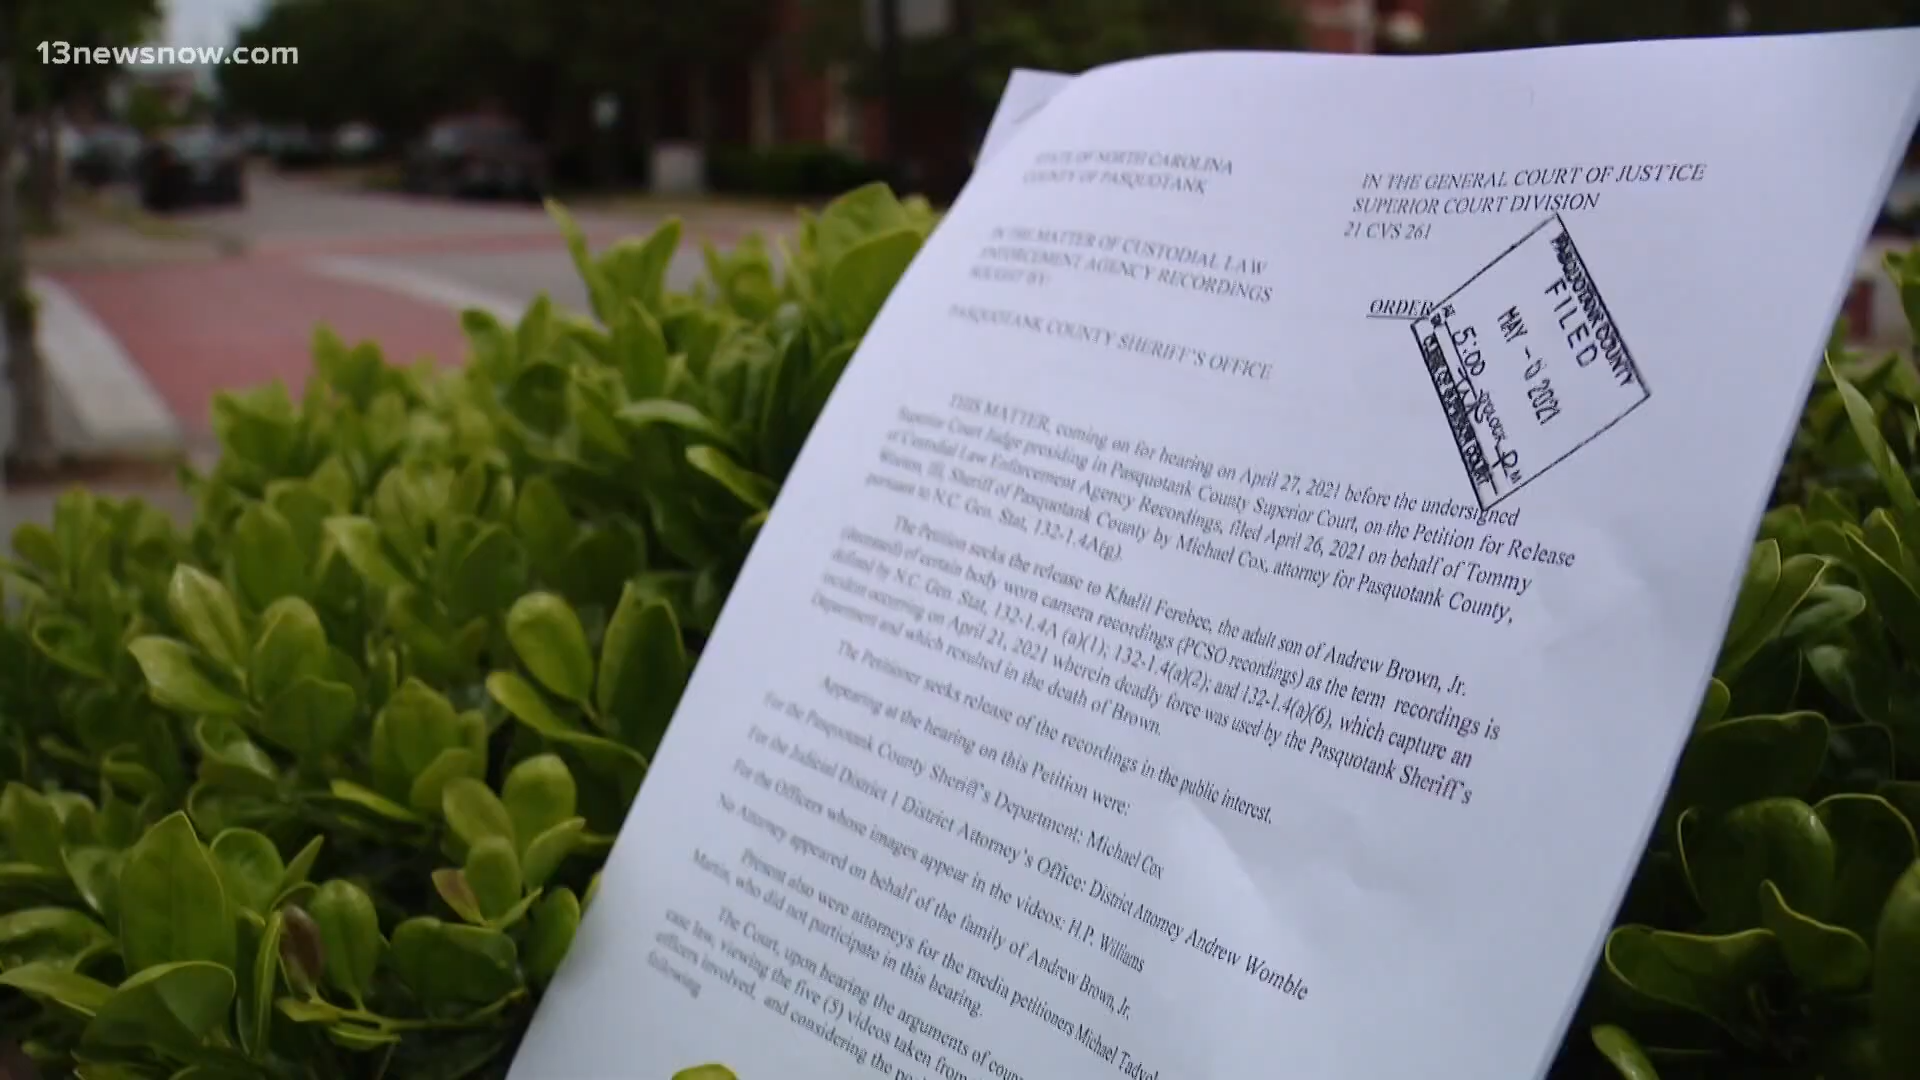 13newsnow.com
STATE OF NORTH CAROLINA
COUNTY OF PASQUOTANK
IN THE GENERAL COURT OF JUSTICE
SUPERIOR COURT DIVISION
21 CVS 261
IN THE MATTER OF CUSTODIAL LAW
ENFORCEMENT AGENCY RECORDINGS
SOUGHT BY:
PASQUOTANK COUNTY SHERIFF'S OFFICE
ORDER
PASQUOTANK COUNTY
FILED
MAY - 2021
AT 5:00 O'CLOCK PM
BY CLERK OF SUPERIOR COURT
THIS MATTER, coming on for hearing on April 27, 2021 before the undersigned
Superior Court Judge presiding in Pasquotank County Superior Court, on the Petition for Release
of Custodial Law Enforcement Agency Recordings, filed April 26, 2021 on behalf of Tommy
Wooten, III, Sheriff of Pasquotank County by Michael Cox, attorney for Pasquotank County,
pursuant to N.C. Gen. Stat, 132-1.4A(g).
The Petition seeks the release to Khalil Ferebee, the adult son of Andrew Brown, Jr.
(deceased) of certain body worn camera recordings (PCSO recordings) as the term recordings is
defined by N.C. Gen. Stat, 132-1.4A (a)(1); 132-1.4(a)(2); and 132-1.4(a)(6), which capture an
incident occurring on April 21, 2021 wherein deadly force was used by the Pasquotank Sheriff's
Department and which resulted in the death of Brown.
The Petitioner seeks release of the recordings in the public interest.
Appearing at the hearing on this Petition were:
For the Pasquotank County Sheriff's Department: Michael Cox
For the Judicial District 1 District Attorney's Office: District Attorney Andrew Womble
For the Officers whose images appear in the videos: H.P. Williams
No Attorney appeared on behalf of the family of Andrew Brown, Jr.
Present also were attorneys for the media petitioners Michael Tadych
Martin, who did not participate in this hearing.
The Court, upon hearing the arguments of
case law, viewing the five (5) videos taken from
officers involved, and considering the
following